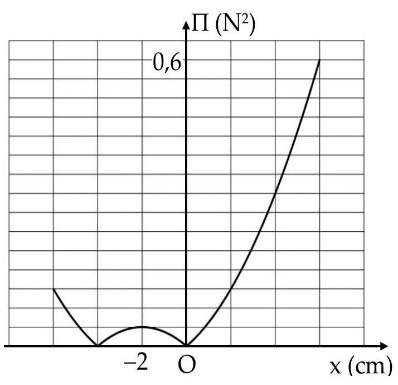 Π (N²)
0,6
–2
O
x (cm)